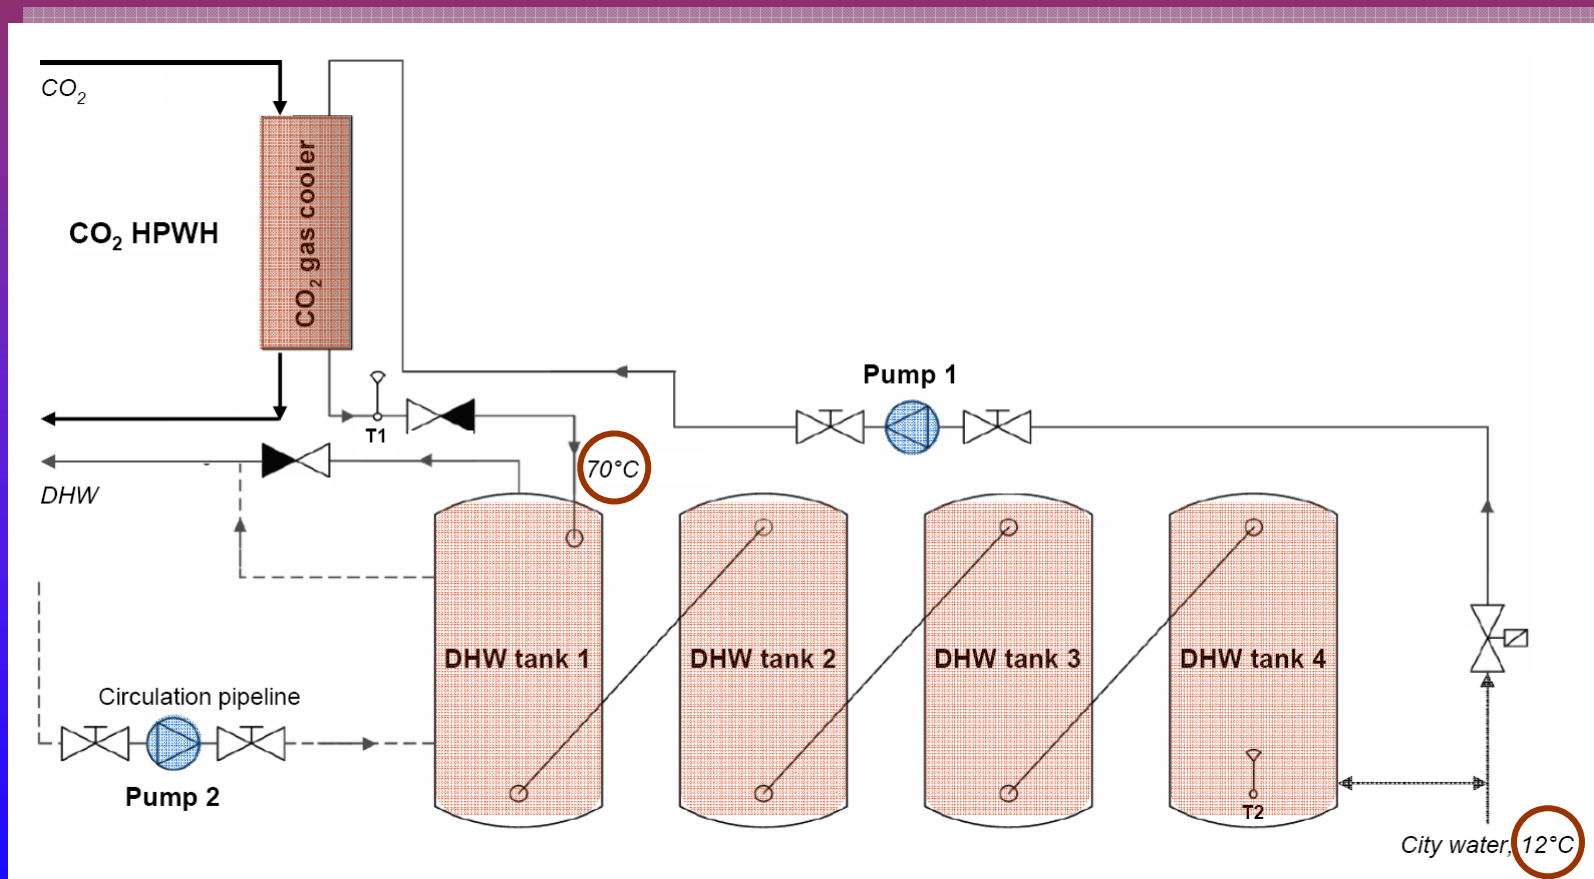 CO2
CO2 gas cooler
CO2 HPWH
Pump 1
T1
70°C
DHW
DHW tank 1
DHW tank 2
DHW tank 3
DHW tank 4
Circulation pipeline
Pump 2
T2
City water, 12°C